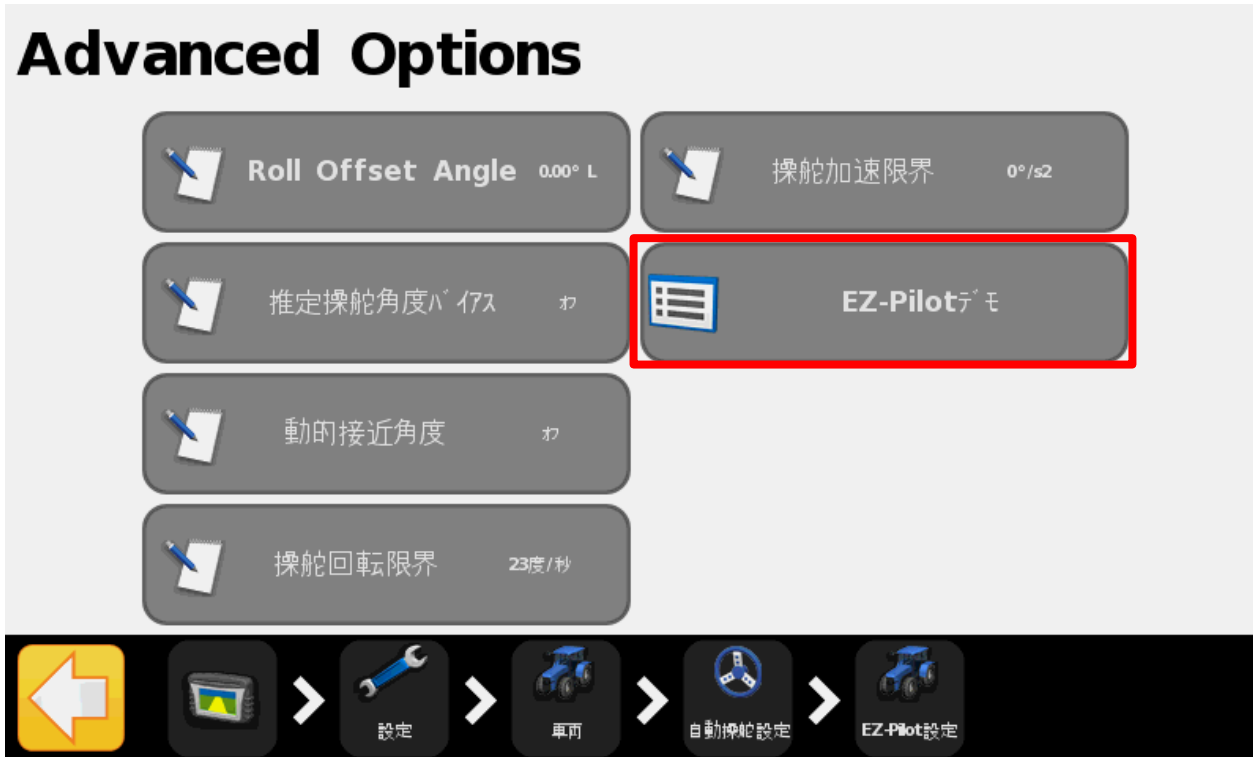 Advanced Options
Roll Offset Angle 0.00° L
操舵加速限界 0°/s2
推定操舵角度ﾊﾞｲｱｽ ｵﾌ
EZ-Pilotﾃﾞﾓ
動的接近角度 ｵﾌ
操舵回転限界 23度/秒
設定
車両
自動操舵設定
EZ-Pilot設定